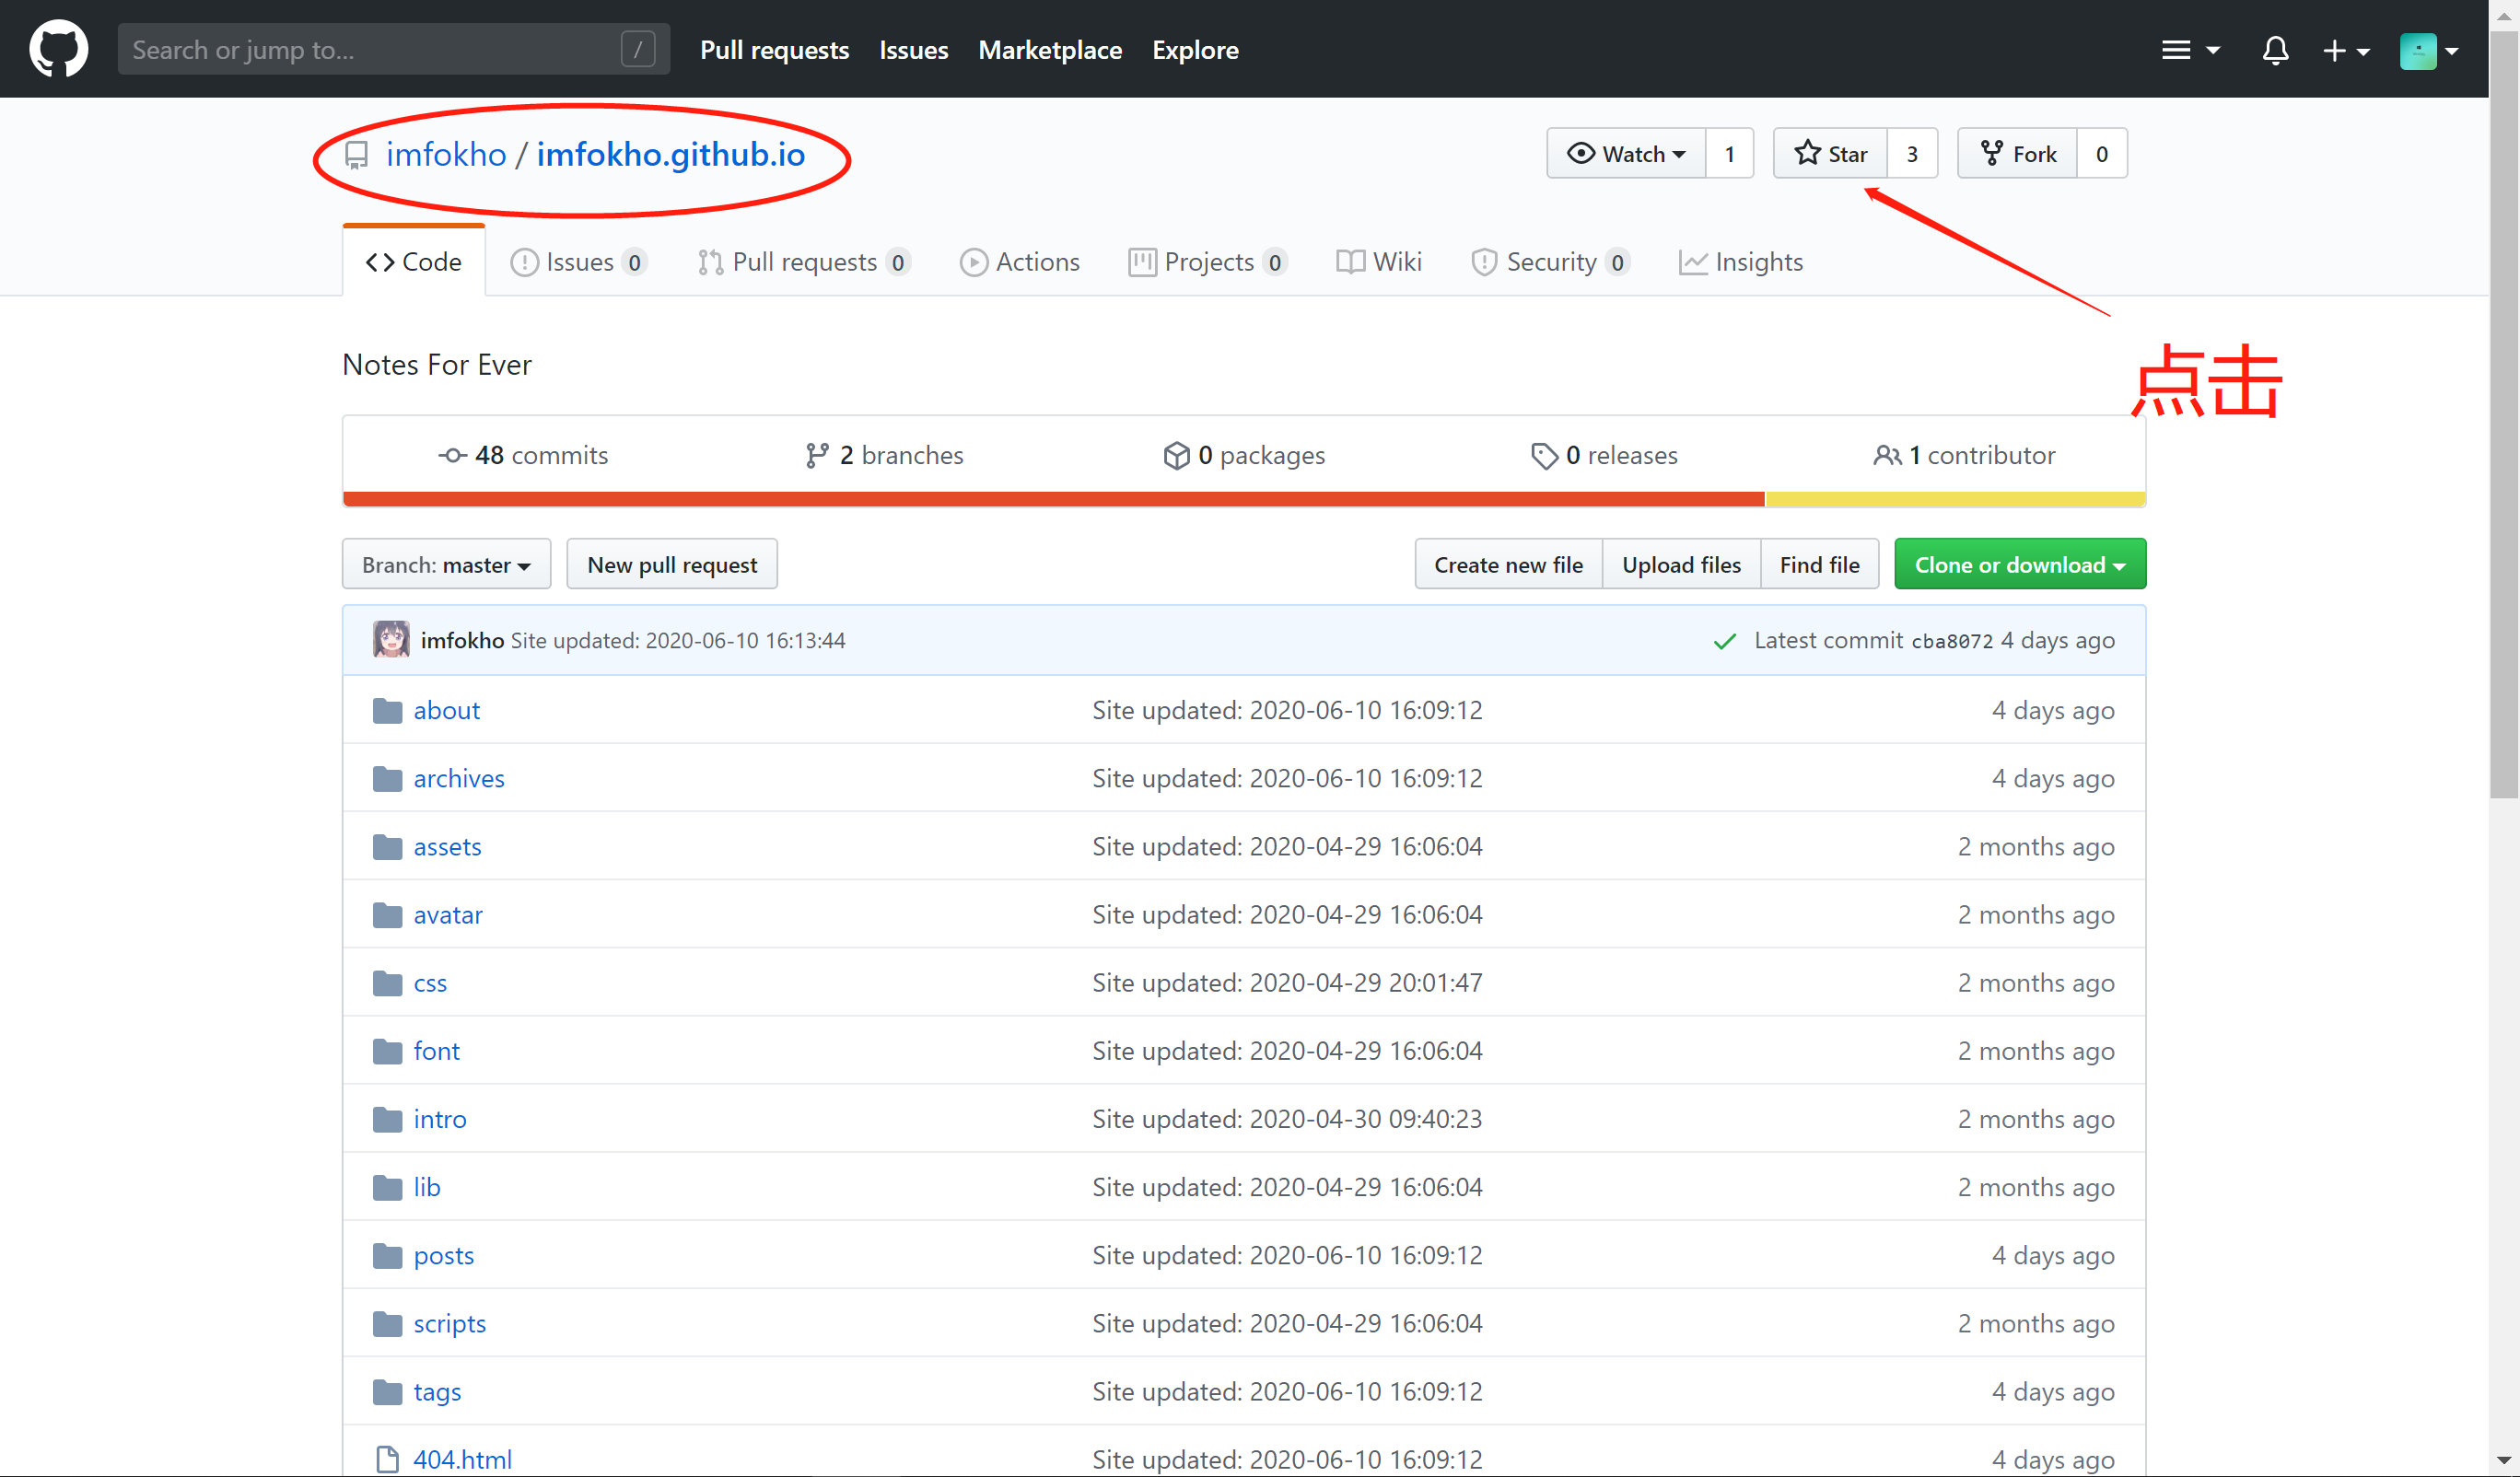 Search or jump to... /
Pull requests Issues Marketplace Explore
imfokho / imfokho.github.io
Watch 1 Star 3 Fork 0
Code Issues 0 Pull requests 0 Actions Projects 0 Wiki Security 0 Insights
点击
Notes For Ever
48 commits 2 branches 0 packages 0 releases 1 contributor
Branch: master New pull request Create new file Upload files Find file Clone or download
imfokho Site updated: 2020-06-10 16:13:44 Latest commit cba8072 4 days ago
about Site updated: 2020-06-10 16:09:12 4 days ago
archives Site updated: 2020-06-10 16:09:12 4 days ago
assets Site updated: 2020-04-29 16:06:04 2 months ago
avatar Site updated: 2020-04-29 16:06:04 2 months ago
css Site updated: 2020-04-29 20:01:47 2 months ago
font Site updated: 2020-04-29 16:06:04 2 months ago
intro Site updated: 2020-04-30 09:40:23 2 months ago
lib Site updated: 2020-04-29 16:06:04 2 months ago
posts Site updated: 2020-06-10 16:09:12 4 days ago
scripts Site updated: 2020-04-29 16:06:04 2 months ago
tags Site updated: 2020-06-10 16:09:12 4 days ago
404.html Site updated: 2020-06-10 16:09:12 4 days ago